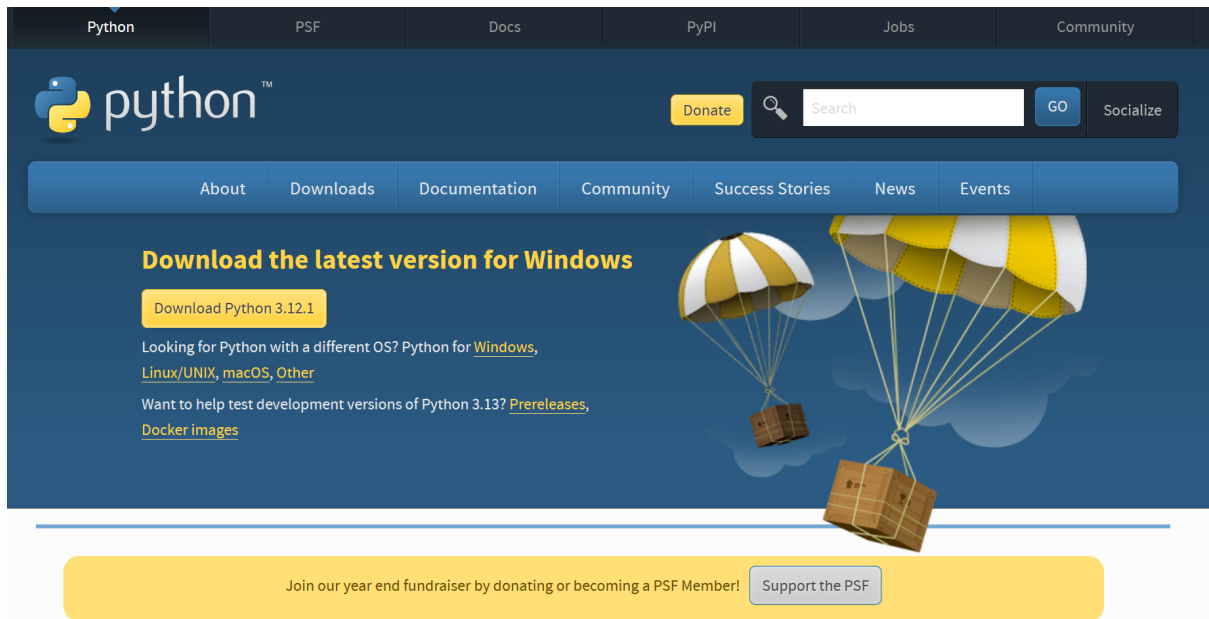 Python PSF Docs PyPI Jobs Community
python™
Donate Search GO Socialize
About Downloads Documentation Community Success Stories News Events
Download the latest version for Windows
Download Python 3.12.1
Looking for Python with a different OS? Python for Windows,
Linux/UNIX, macOS, Other
Want to help test development versions of Python 3.13? Prereleases,
Docker images
Join our year end fundraiser by donating or becoming a PSF Member! Support the PSF